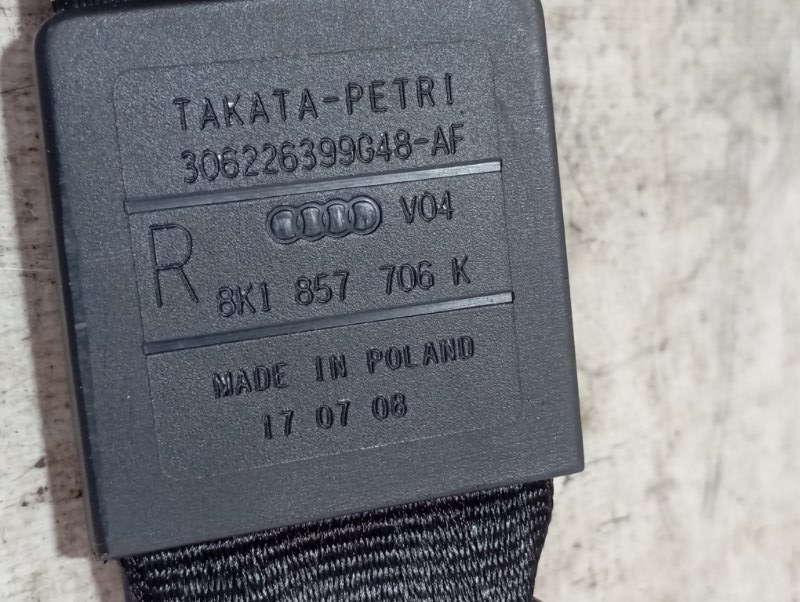 TAKATA-PETRI
306226399G48-AF
R V04
8K1 857 706 K
MADE IN POLAND
17 07 08